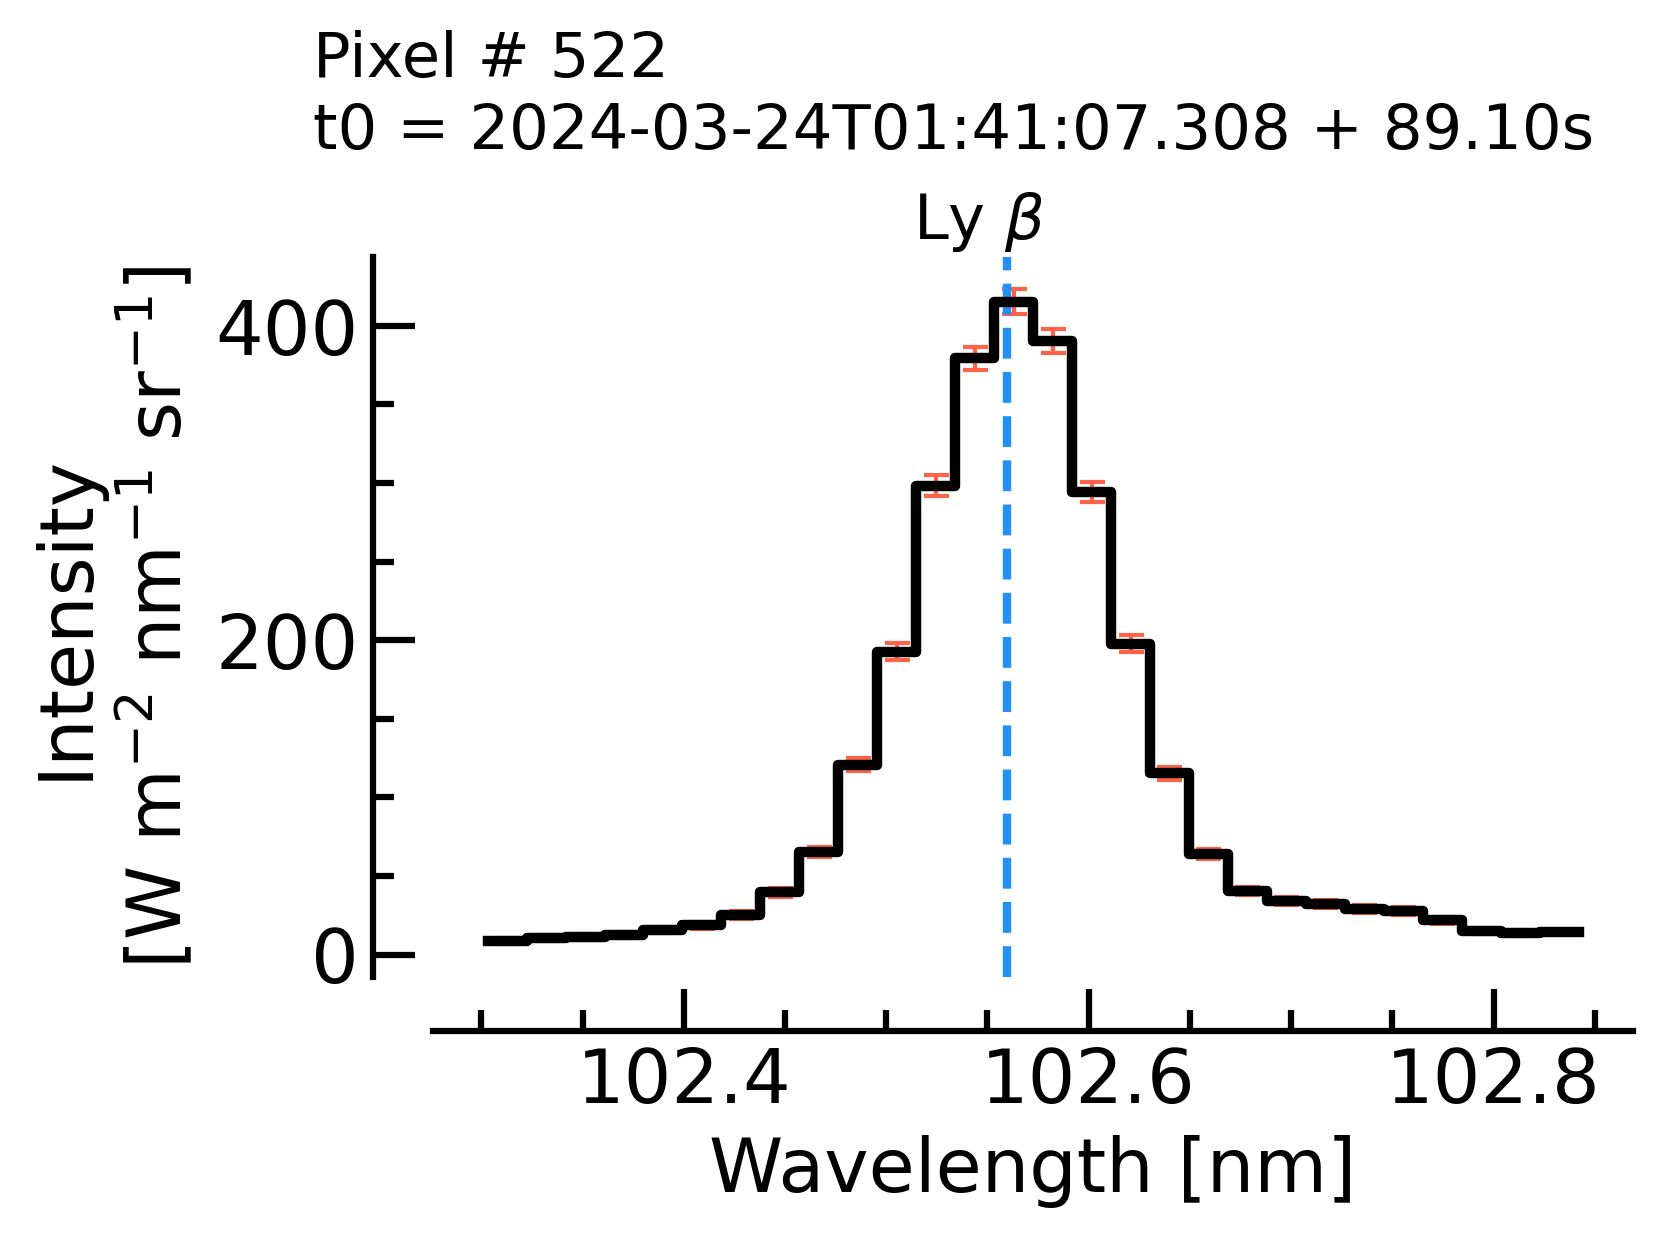 Pixel # 522
t0 = 2024-03-24T01:41:07.308 + 89.10s
Ly β
Intensity
[W m⁻² nm⁻¹ sr⁻¹]
400
200
0
102.4 102.6 102.8
Wavelength [nm]